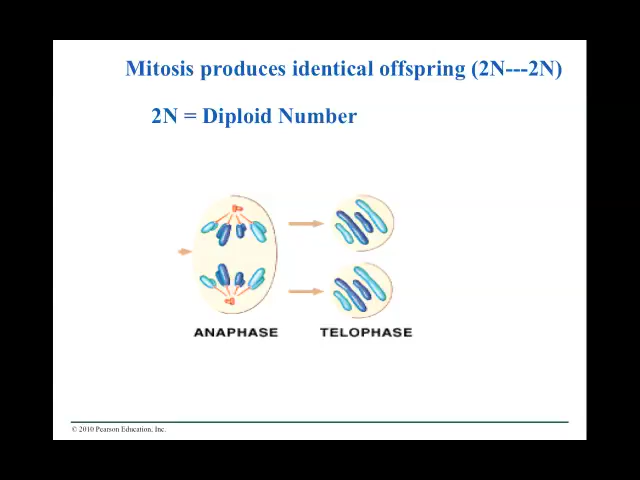 Mitosis produces identical offspring (2N---2N)
2N = Diploid Number
ANAPHASE TELOPHASE
© 2010 Pearson Education, Inc.